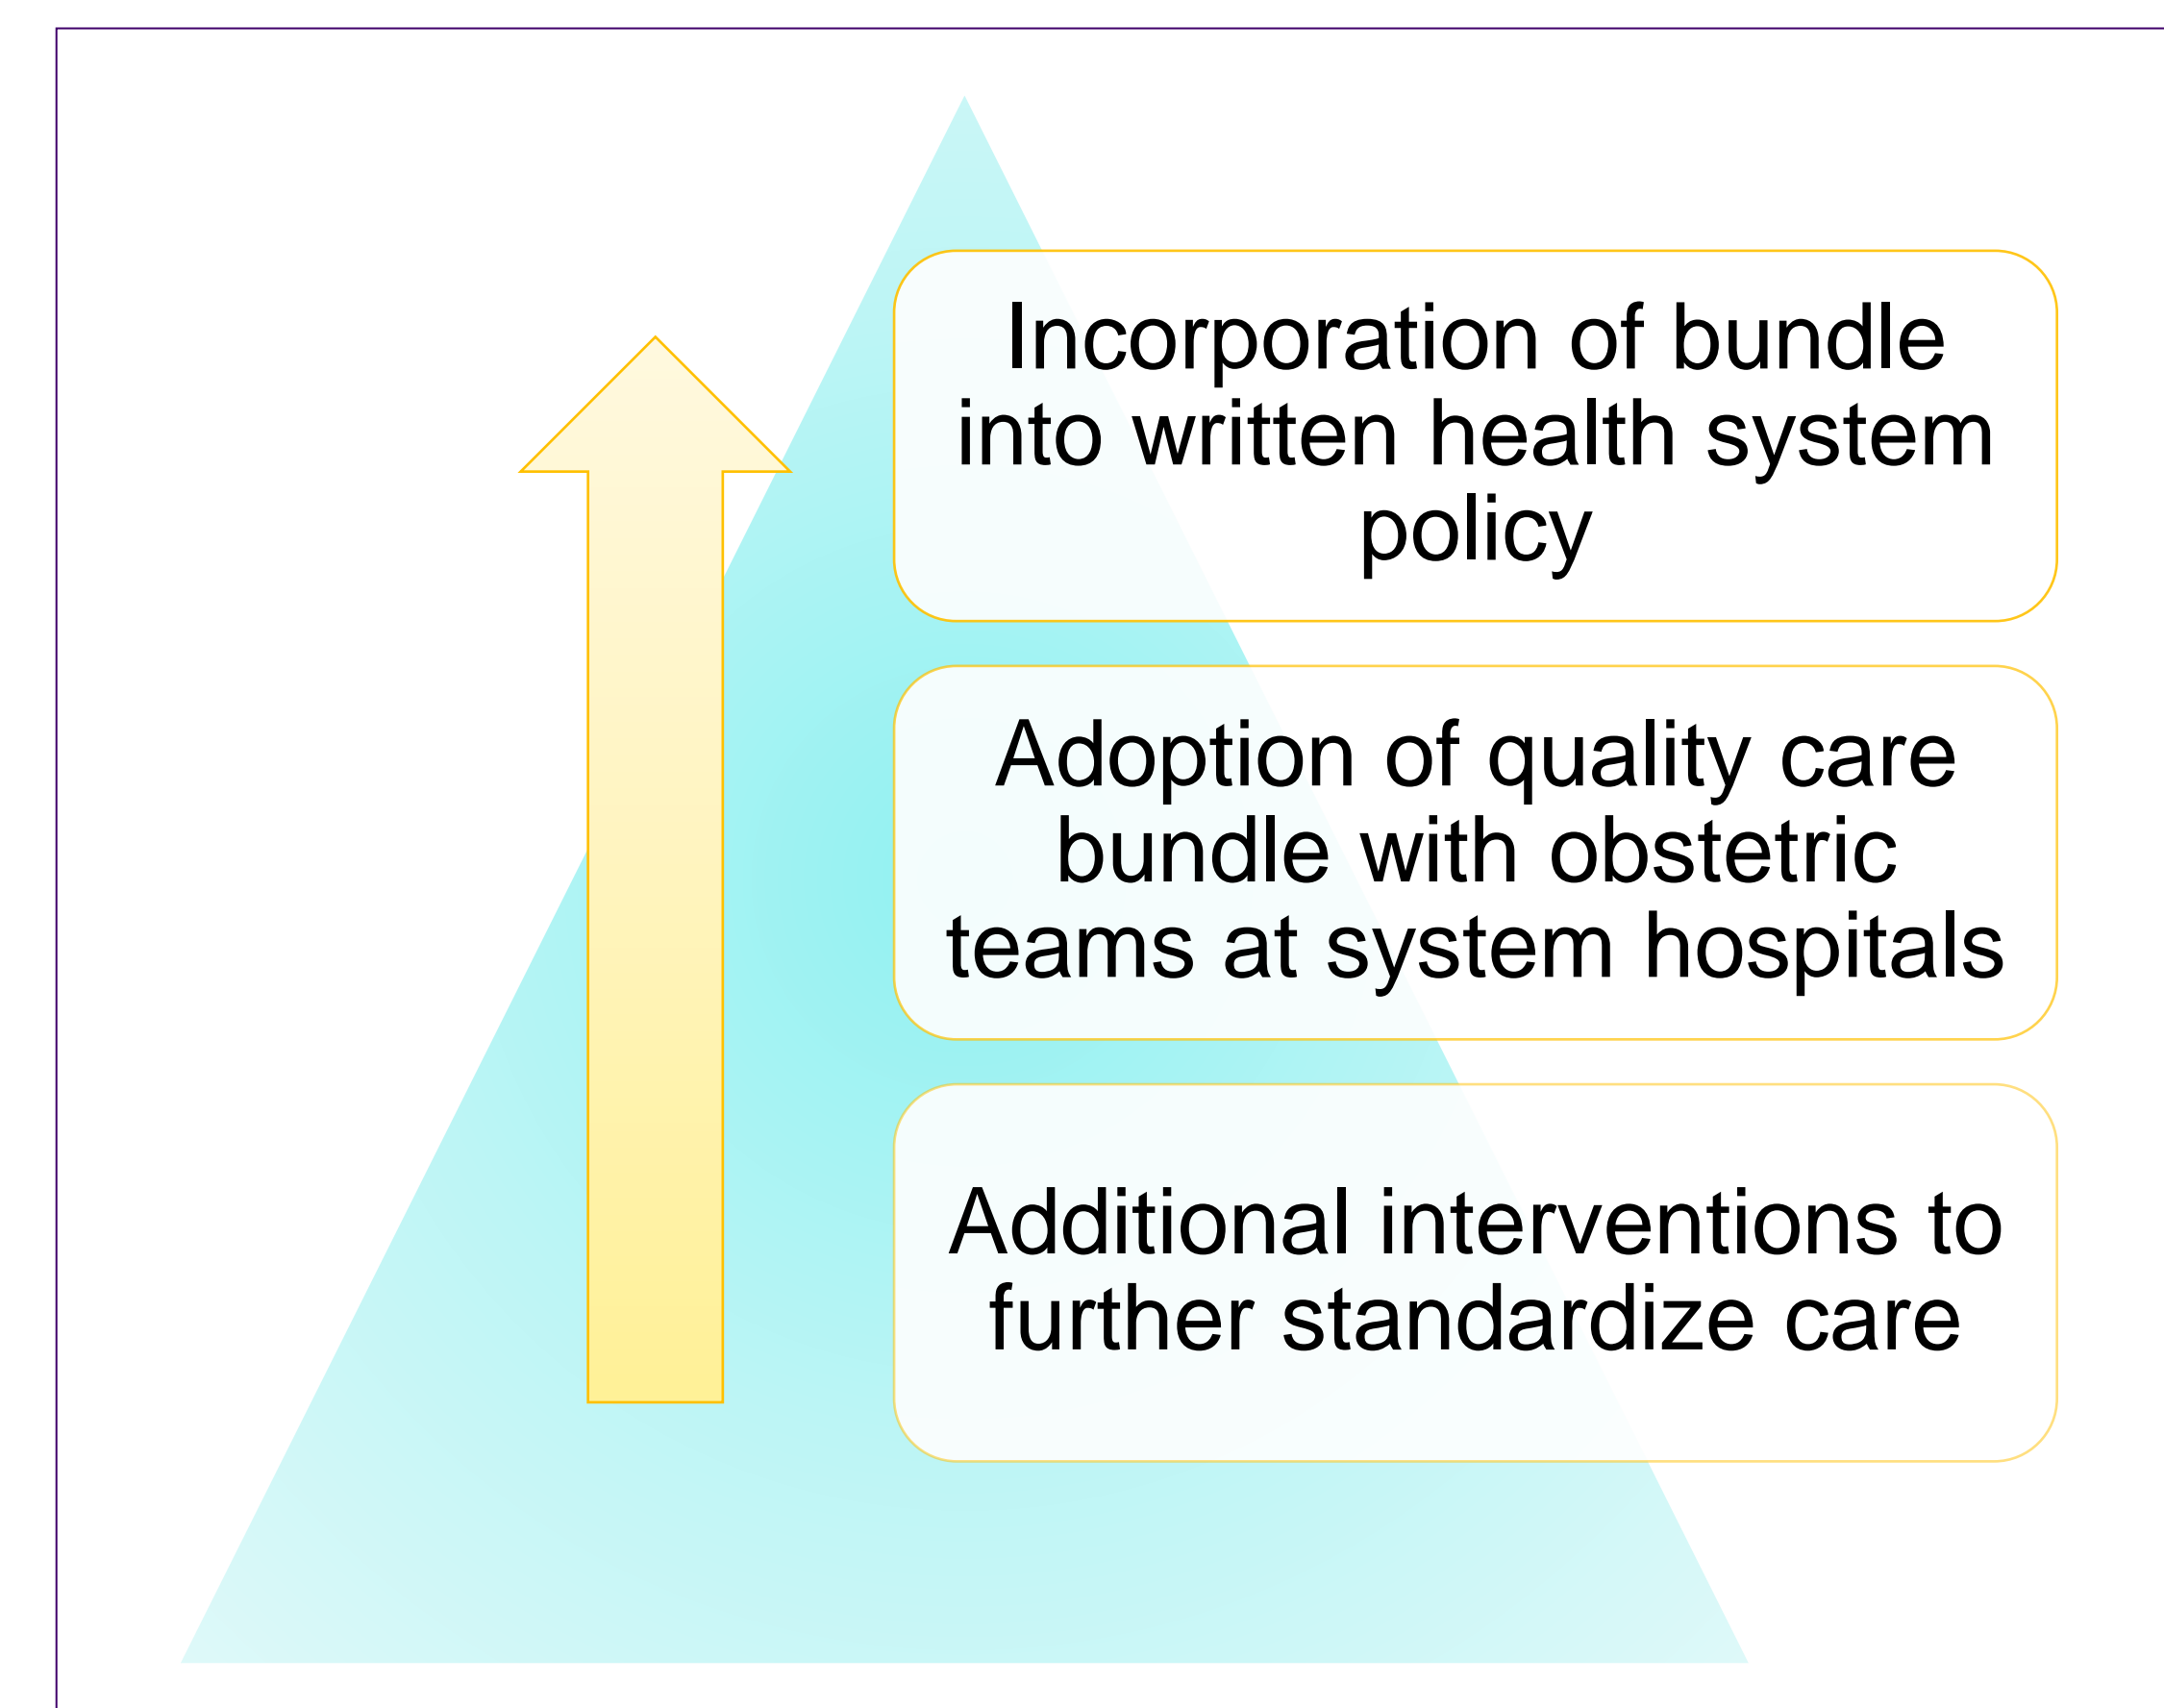 Incorporation of bundle
into written health system
policy
Adoption of quality care
bundle with obstetric
teams at system hospitals
Additional interventions to
further standardize care